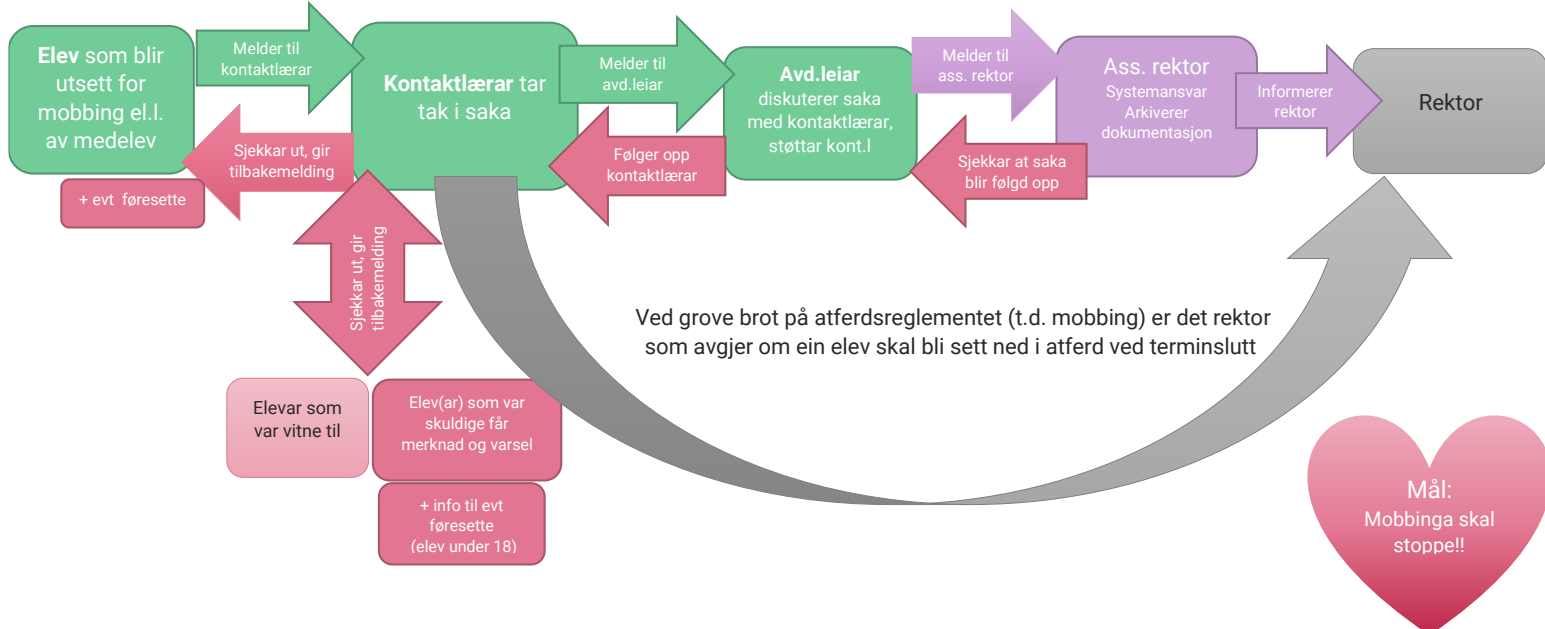 Elev som blir
utsett for
mobbing el.l.
av medelev
Melder til
kontaktlærar
Sjekkar ut, gir
tilbakemelding
+ evt føresette
Kontaktlærar tar
tak i saka
Melder til
avd.leiar
Følger opp
kontaktlærar
Avd.leiar
diskuterer saka
med kontaktlærar,
støttar kont.l
Melder til
ass. rektor
Sjekkar at saka
blir følgd opp
Ass. rektor
Systemansvar
Arkiverer
dokumentasjon
Informerer
rektor
Rektor
Sjekkar ut, gir
tilbakemelding
Ved grove brot på atferdsreglementet (t.d. mobbing) er det rektor
som avgjer om ein elev skal bli sett ned i atferd ved terminslutt
Elevar som
var vitne til
Elev(ar) som var
skuldige får
merknad og varsel
+ info til evt
føresette
(elev under 18)
Mål:
Mobbinga skal
stoppe!!